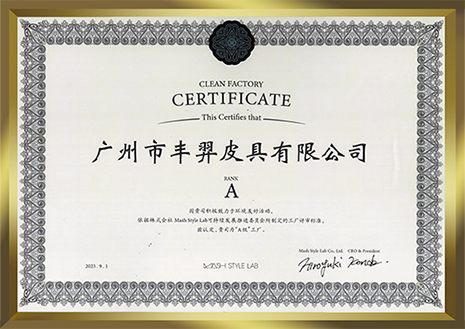 CLEAN FACTORY
CERTIFICATE
This Certifies that
广州市丰羿皮具有限公司
RANK
A
因贵司积极致力于环境友好活动,
依据株式会社 Mash Style Lab可持续发展推进委员会所制定的工厂评审标准,
兹认定,贵司为"A级"工厂。
Mash Style Lab Co., Ltd. CEO & President
2023 . 9 . 1
STYLE LAB